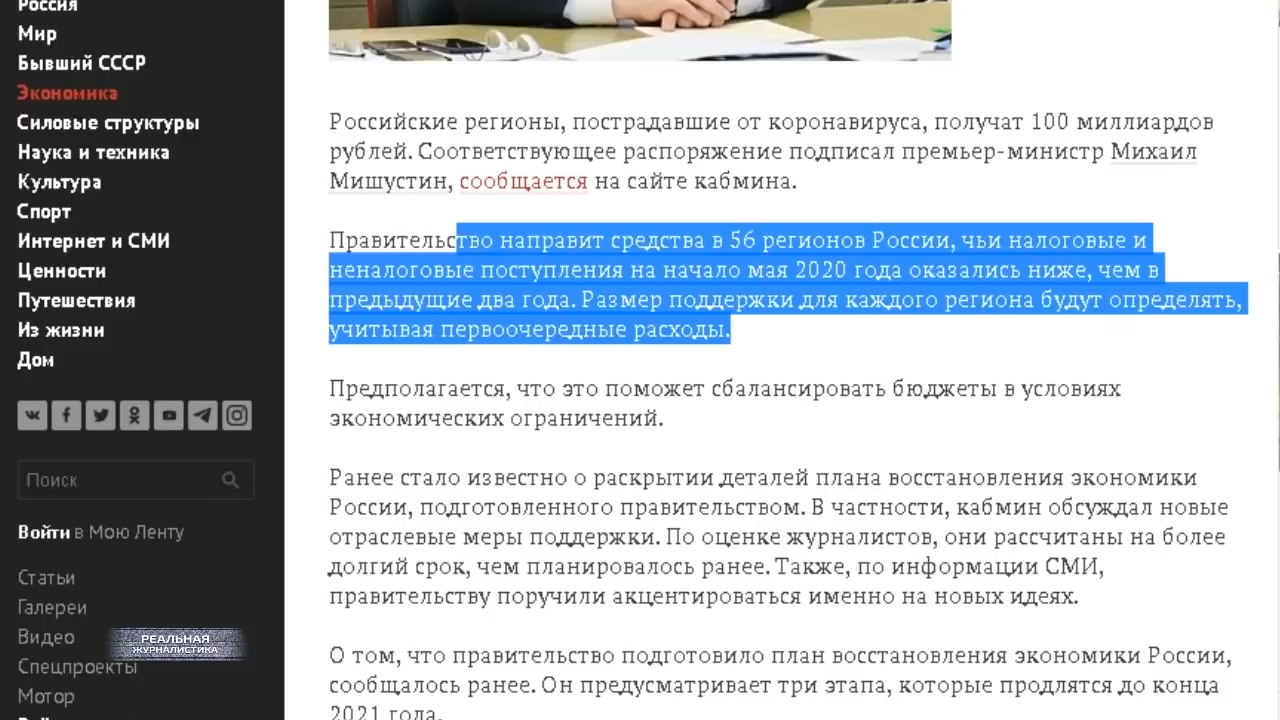 Россия
Мир
Бывший СССР
Экономика
Силовые структуры
Наука и техника
Культура
Спорт
Интернет и СМИ
Ценности
Путешествия
Из жизни
Дом
Поиск
Войти в Мою Ленту
Статьи
Галереи
Видео
Спецпроекты
Мотор
РЕАЛЬНАЯ
ЖУРНАЛИСТИКА
Российские регионы, пострадавшие от коронавируса, получат 100 миллиардов
рублей. Соответствующее распоряжение подписал премьер-министр Михаил
Мишустин, сообщается на сайте кабмина.
Правительство направит средства в 56 регионов России, чьи налоговые и
неналоговые поступления на начало мая 2020 года оказались ниже, чем в
предыдущие два года. Размер поддержки для каждого региона будут определять,
учитывая первоочередные расходы.
Предполагается, что это поможет сбалансировать бюджеты в условиях
экономических ограничений.
Ранее стало известно о раскрытии деталей плана восстановления экономики
России, подготовленного правительством. В частности, кабмин обсуждал новые
отраслевые меры поддержки. По оценке журналистов, они рассчитаны на более
долгий срок, чем планировалось ранее. Также, по информации СМИ,
правительству поручили акцентироваться именно на новых идеях.
О том, что правительство подготовило план восстановления экономики России,
сообщалось ранее. Он предусматривает три этапа, которые продлятся до конца
2021 года.